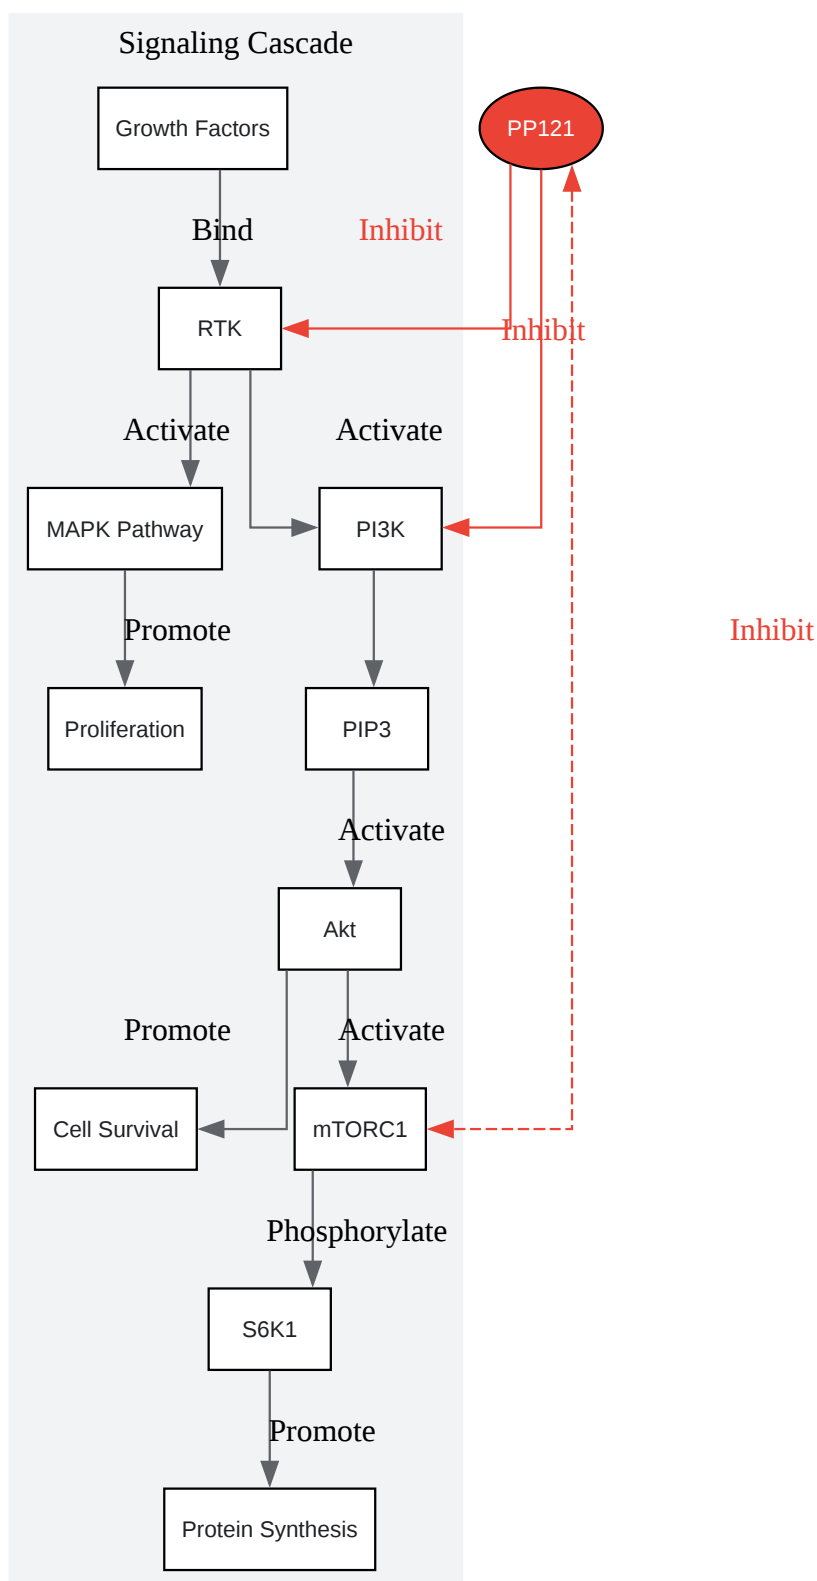 Signaling Cascade
Growth Factors
PP121
Bind
Inhibit
RTK
Inhibit
Activate
Activate
MAPK Pathway
PI3K
Promote
Inhibit
Proliferation
PIP3
Activate
Akt
Promote
Activate
Cell Survival
mTORC1
Phosphorylate
S6K1
Promote
Protein Synthesis